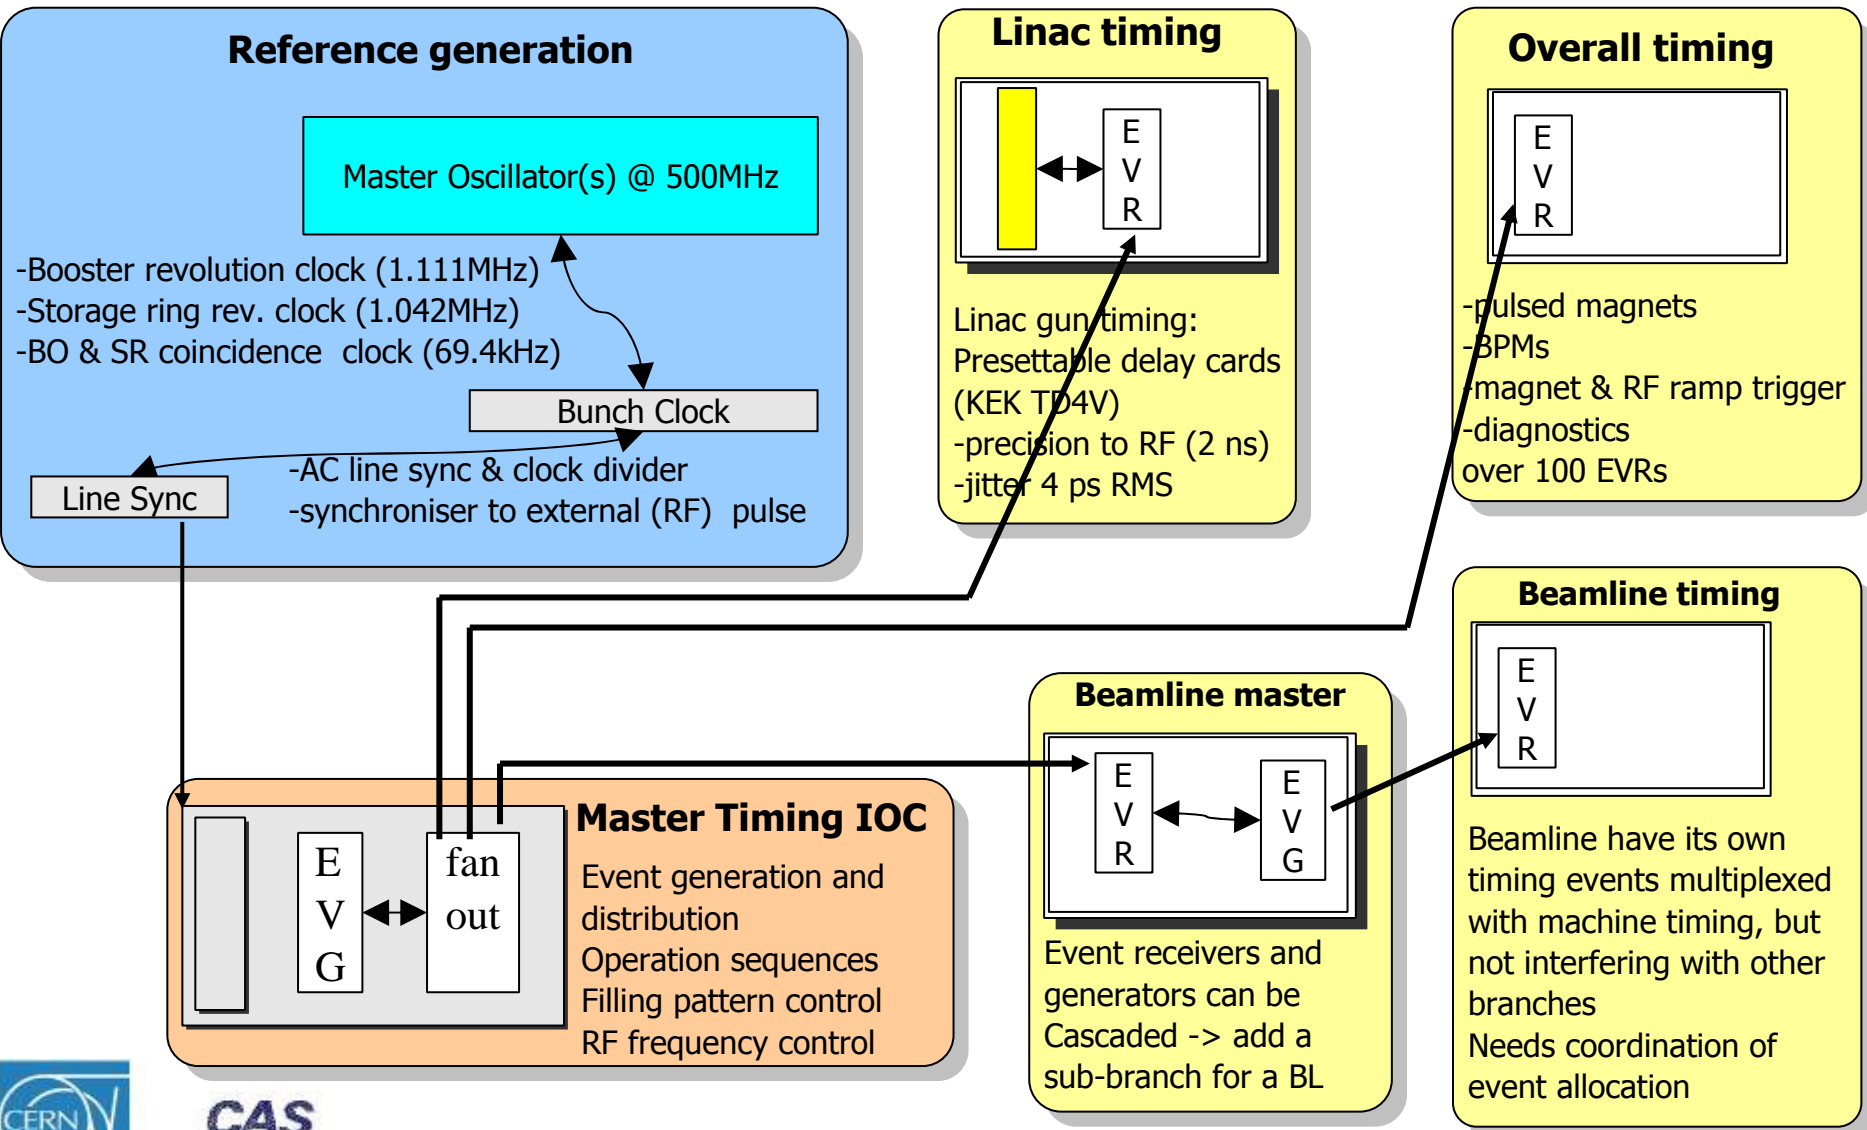 Reference generation
Master Oscillator(s) @ 500MHz
-Booster revolution clock (1.111MHz)
-Storage ring rev. clock (1.042MHz)
-BO & SR coincidence clock (69.4kHz)
Bunch Clock
-AC line sync & clock divider
-synchroniser to external (RF) pulse
Line Sync
Linac timing
E
V
R
Linac gun timing:
Presettable delay cards
(KEK TD4V)
-precision to RF (2 ns)
-jitter 4 ps RMS
Overall timing
E
V
R
-pulsed magnets
-BPMs
-magnet & RF ramp trigger
-diagnostics
over 100 EVRs
Master Timing IOC
E
V
G
fan
out
Event generation and
distribution
Operation sequences
Filling pattern control
RF frequency control
Beamline master
E
V
R
E
V
G
Event receivers and
generators can be
Cascaded -> add a
sub-branch for a BL
Beamline timing
E
V
R
Beamline have its own
timing events multiplexed
with machine timing, but
not interfering with other
branches
Needs coordination of
event allocation
CERN
CAS